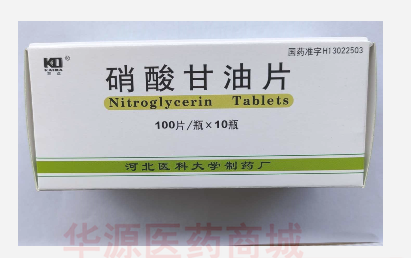 KD®
国药准字H13022503
硝酸甘油片
Nitroglycerin Tablets
100片/瓶×10瓶
河北医科大学制药厂
华源医药商城